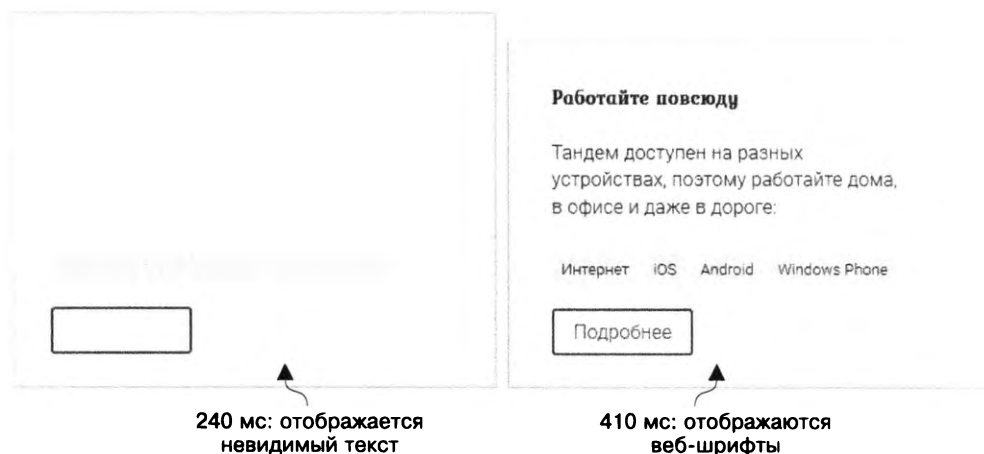 Работайте повсюду
Тандем доступен на разных
устройствах, поэтому работайте дома,
в офисе и даже в дороге:
Интернет iOS Android Windows Phone
Подробнее
240 мс: отображается
невидимый текст
410 мс: отображаются
веб-шрифты